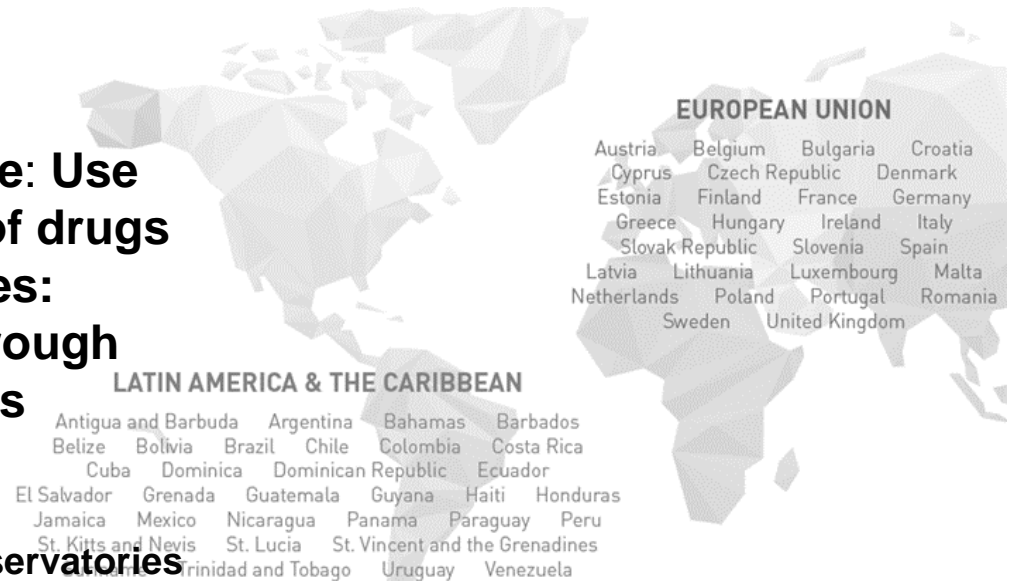 e: Use
of drugs
es:
rough
s
servatories
EUROPEAN UNION
Austria Belgium Bulgaria Croatia
Cyprus Czech Republic Denmark
Estonia Finland France Germany
Greece Hungary Ireland Italy
Slovak Republic Slovenia Spain
Latvia Lithuania Luxembourg Malta
Netherlands Poland Portugal Romania
Sweden United Kingdom
LATIN AMERICA & THE CARIBBEAN
Antigua and Barbuda Argentina Bahamas Barbados
Belize Bolivia Brazil Chile Colombia Costa Rica
Cuba Dominica Dominican Republic Ecuador
El Salvador Grenada Guatemala Guyana Haiti Honduras
Jamaica Mexico Nicaragua Panama Paraguay Peru
St. Kitts and Nevis St. Lucia St. Vincent and the Grenadines
Suriname Trinidad and Tobago Uruguay Venezuela